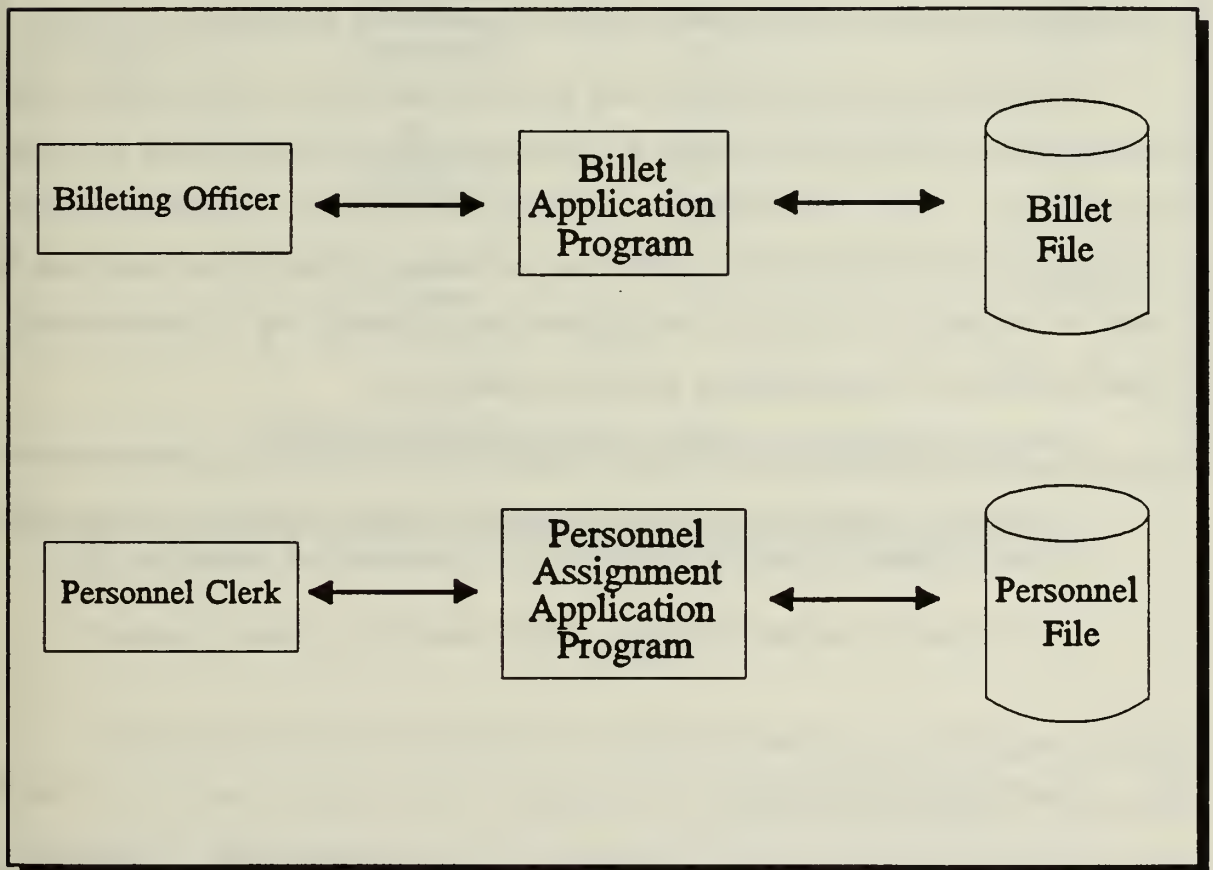 Billeting Officer
Billet
Application
Program
Billet
File
Personnel Clerk
Personnel
Assignment
Application
Program
Personnel
File